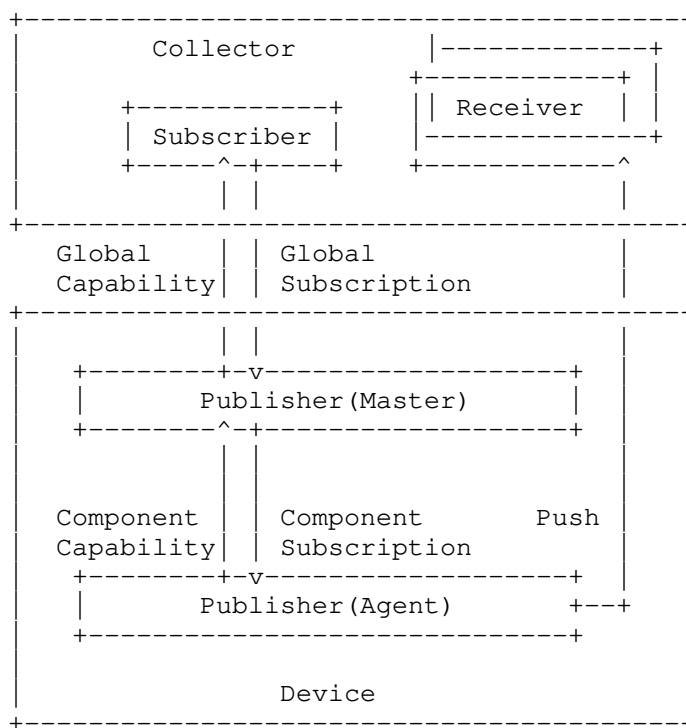 Collector
Receiver
Subscriber
Global Global
Capability Subscription
Publisher(Master)
Component Component Push
Capability Subscription
Publisher(Agent)
Device